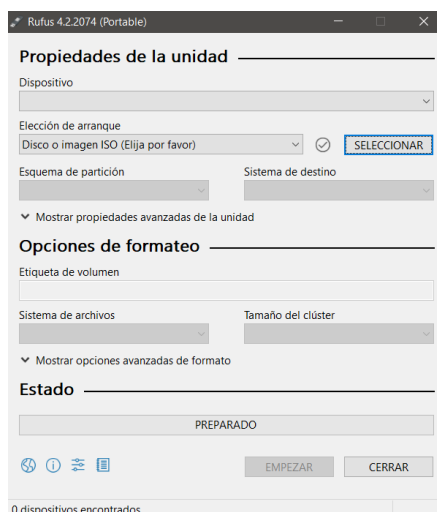 Rufus 4.2.2074 (Portable)
Propiedades de la unidad
Dispositivo
Elección de arranque
Disco o imagen ISO (Elija por favor)
SELECCIONAR
Esquema de partición
Sistema de destino
Mostrar propiedades avanzadas de la unidad
Opciones de formateo
Etiqueta de volumen
Sistema de archivos
Tamaño del clúster
Mostrar opciones avanzadas de formato
Estado
PREPARADO
EMPEZAR
CERRAR
0 dispositivos encontrados